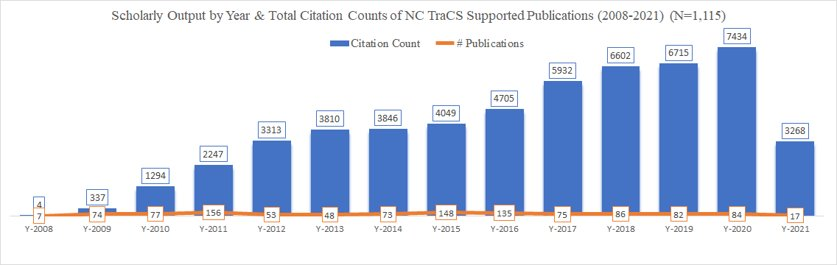 Scholarly Output by Year & Total Citation Counts of NC TraCS Supported Publications (2008-2021) (N=1,115)
Citation Count # Publications
4 337 1294 2247 3313 3810 3846 4049 4705 5932 6602 6715 7434 3268
7 74 77 156 53 48 73 148 135 75 86 82 84 17
Y-2008 Y-2009 Y-2010 Y-2011 Y-2012 Y-2013 Y-2014 Y-2015 Y-2016 Y-2017 Y-2018 Y-2019 Y-2020 Y-2021